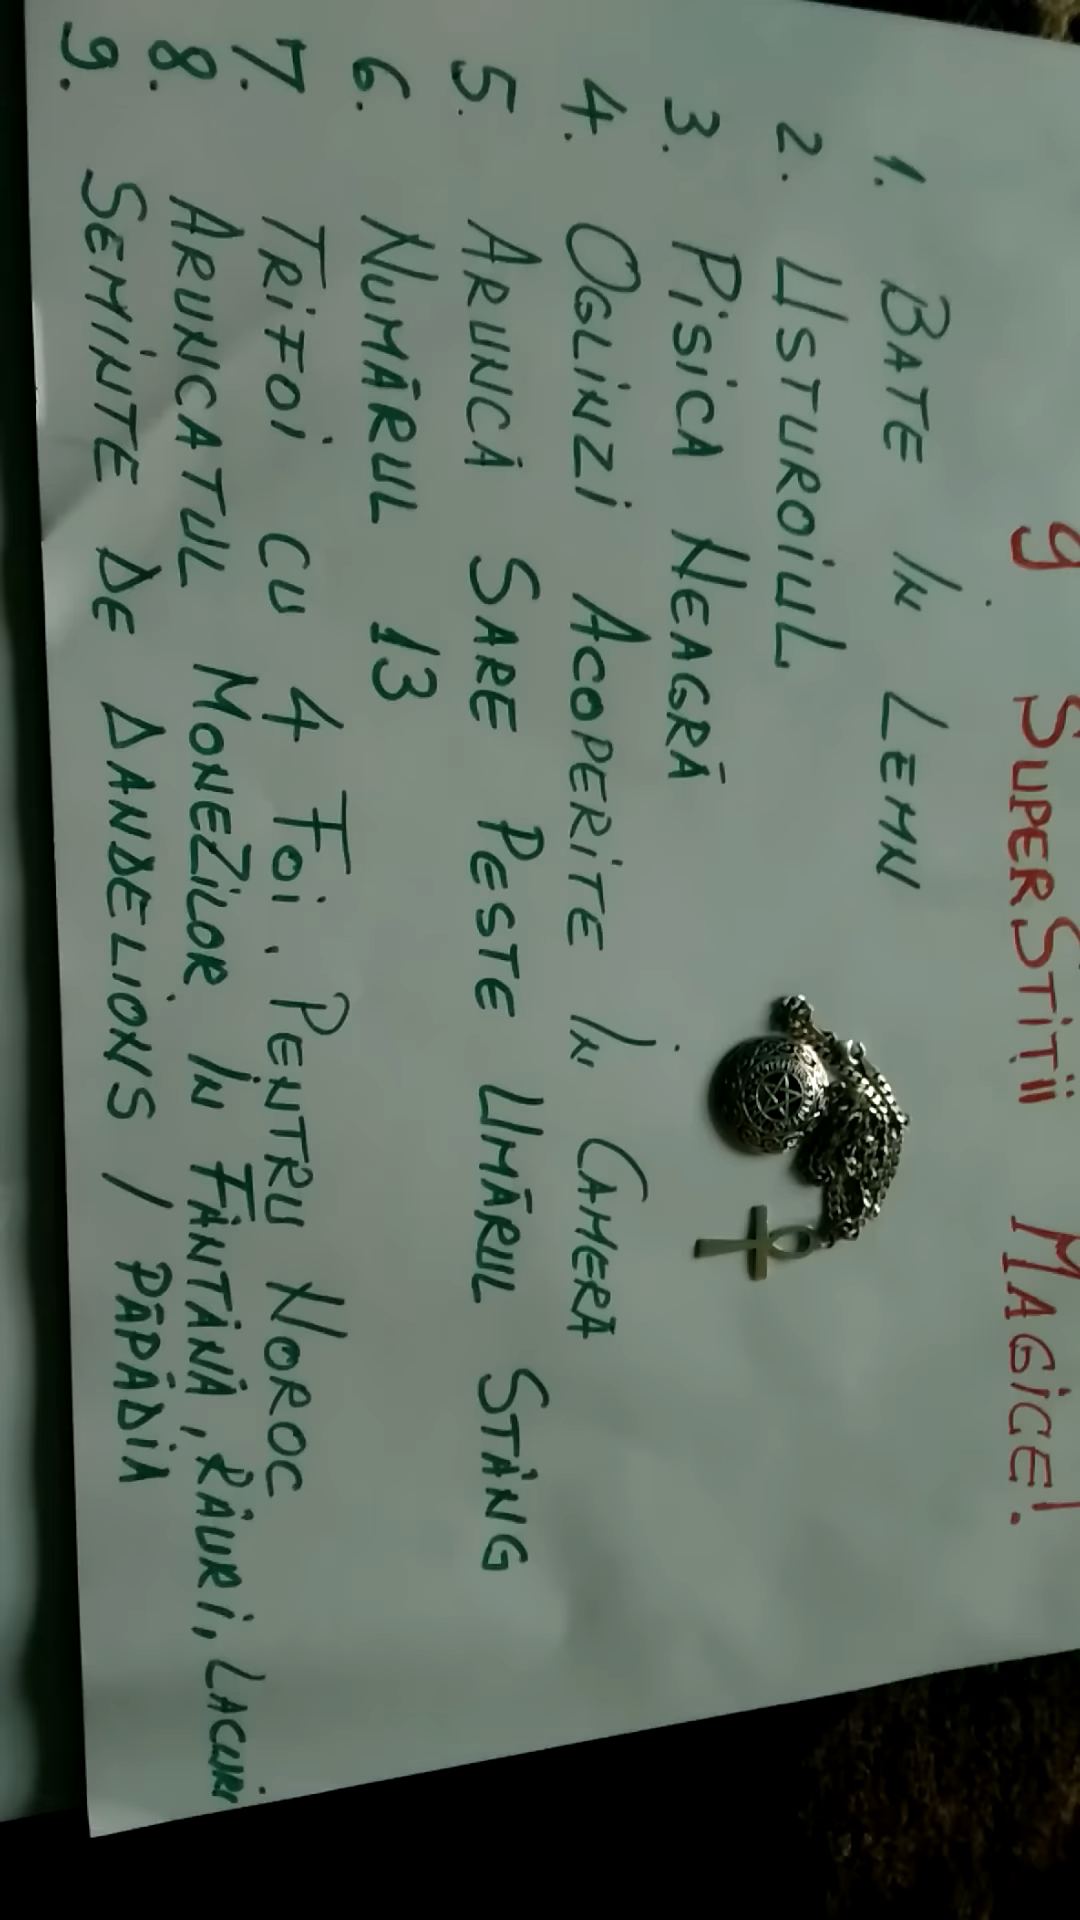 9 SUPERSTIȚII MAGICE!
1. BATE ÎN LEMN
2. USTUROIUL
3. PISICA NEAGRĂ
4. OGLINZI ACOPERITE ÎN CAMERĂ
5. ARUNCĂ SARE PESTE UMĂRUL STÂNG
6. NUMĂRUL 13
7. TRIFOI CU 4 FOI. PENTRU NOROC
8. ARUNCATUL MONEZILOR ÎN FÂNTÂNĂ, RÂURI, LACURI
9. SEMINTE DE DANDELIONS / PĂPĂDIA